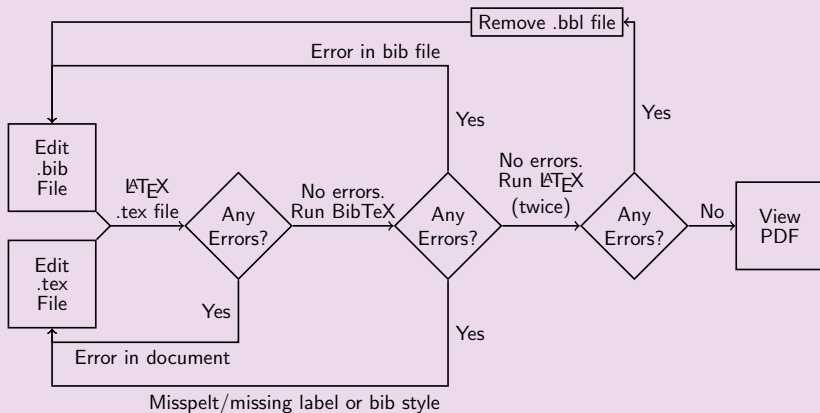 Remove .bbl file
Error in bib file
Yes
Yes
Edit
.bib
File
LATEX
.tex file
Any
Errors?
No errors.
Run BibTeX
Any
Errors?
No errors.
Run LATEX
(twice)
Any
Errors?
No
View
PDF
Edit
.tex
File
Yes
Yes
Error in document
Misspelt/missing label or bib style